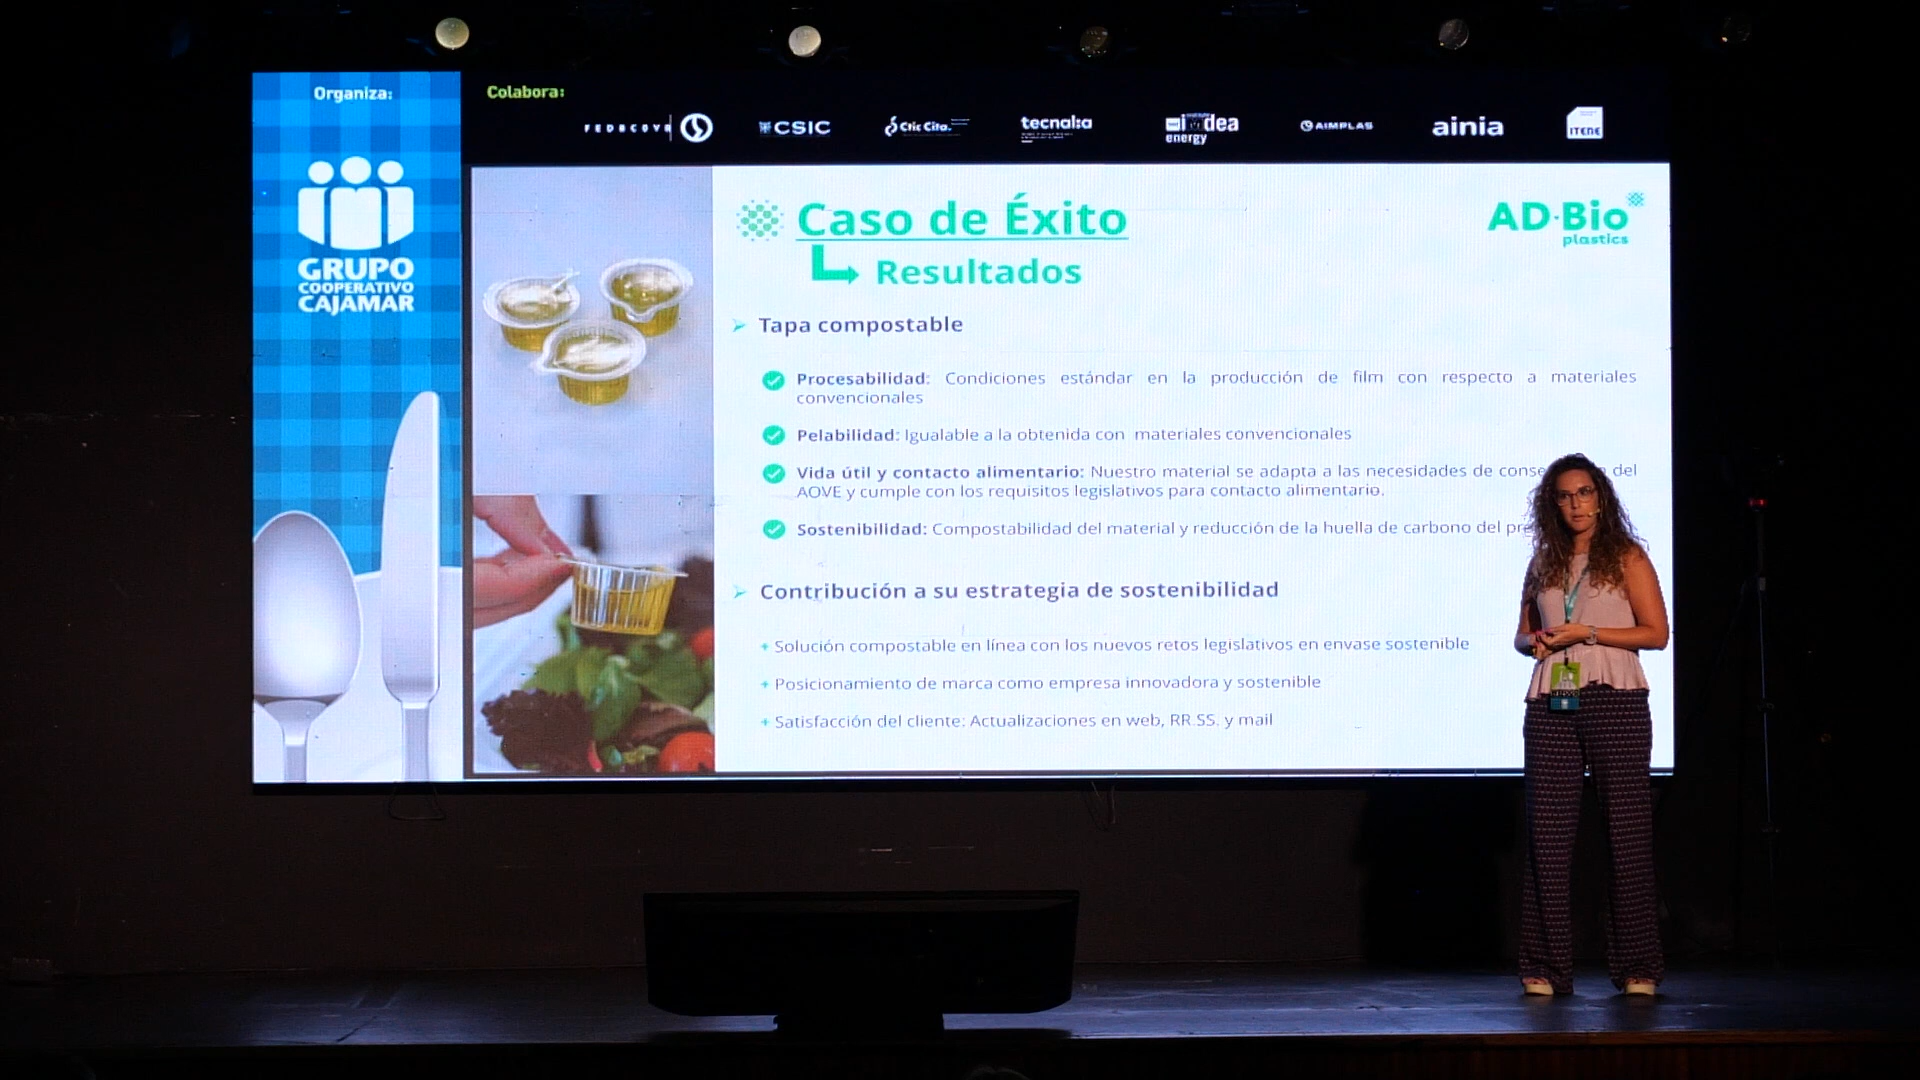 Organiza:
GRUPO
COOPERATIVO
CAJAMAR
Colabora:
FEDACOVA
CSIC
Ctic Cita.
tecnalia
imdea
energy
AIMPLAS
ainia
ITENE
Caso de Éxito
Resultados
AD·Bio
plastics
Tapa compostable
Procesabilidad: Condiciones estándar en la producción de film con respecto a materiales
convencionales
Pelabilidad: Igualable a la obtenida con materiales convencionales
Vida útil y contacto alimentario: Nuestro material se adapta a las necesidades de del
AOVE y cumple con los requisitos legislativos para contacto alimentario.
Sostenibilidad: Compostabilidad del material y reducción de la huella de carbono del
Contribución a su estrategia de sostenibilidad
+ Solución compostable en línea con los nuevos retos legislativos en envase sostenible
+ Posicionamiento de marca como empresa innovadora y sostenible
+ Satisfacción del cliente: Actualizaciones en web, RR.SS. y mail